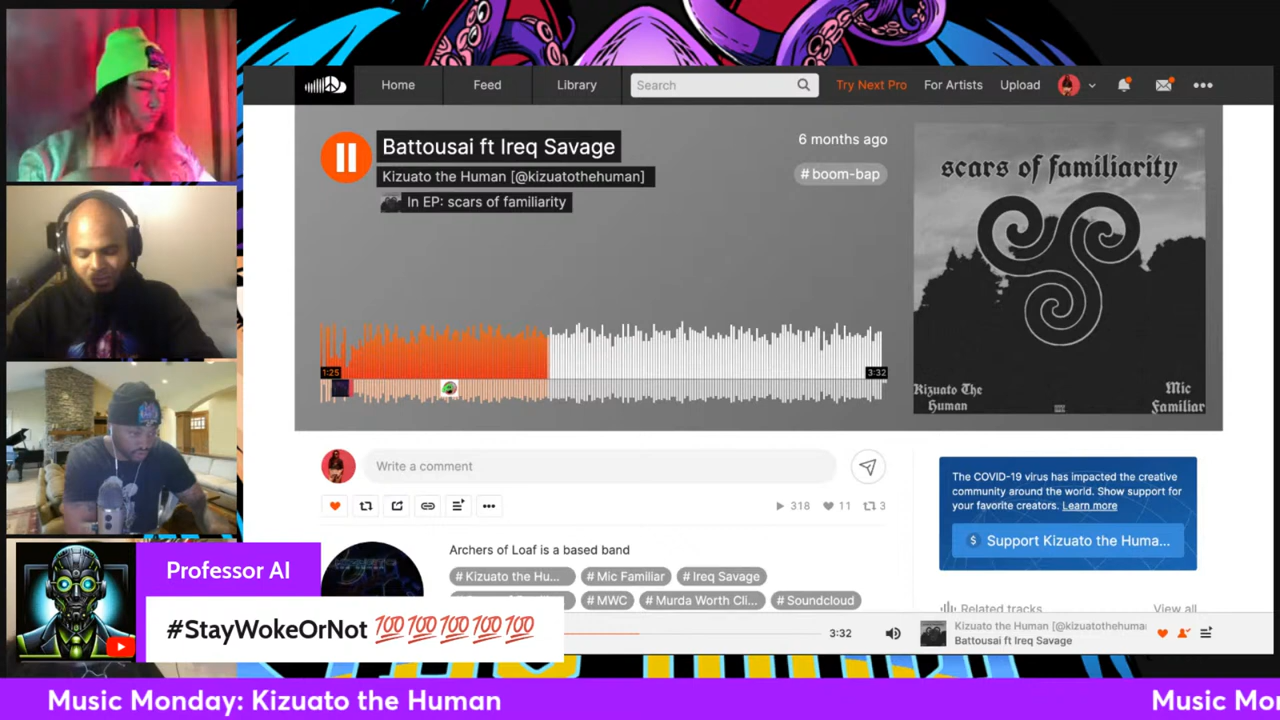 Home
Feed
Library
Search
Try Next Pro
For Artists
Upload
Battousai ft Ireq Savage
Kizuato the Human [@kizuatothehuman]
In EP: scars of familiarity
6 months ago
# boom-bap
scars of familiarity
Kizuato The
Human
Mic
Familiar
1:25
3:32
Write a comment
318
11
3
The COVID-19 virus has impacted the creative
community around the world. Show support for
your favorite creators. Learn more
$ Support Kizuato the Huma...
Archers of Loaf is a based band
# Kizuato the Hu...
# Mic Familiar
# Ireq Savage
# MWC
# Murda Worth Cli...
# Soundcloud
Related tracks
View all
3:32
Kizuato the Human [@kizuatothehuma
Battousai ft Ireq Savage
Professor AI
#StayWokeOrNot 💯💯💯💯💯
Music Monday: Kizuato the Human
Music Mo